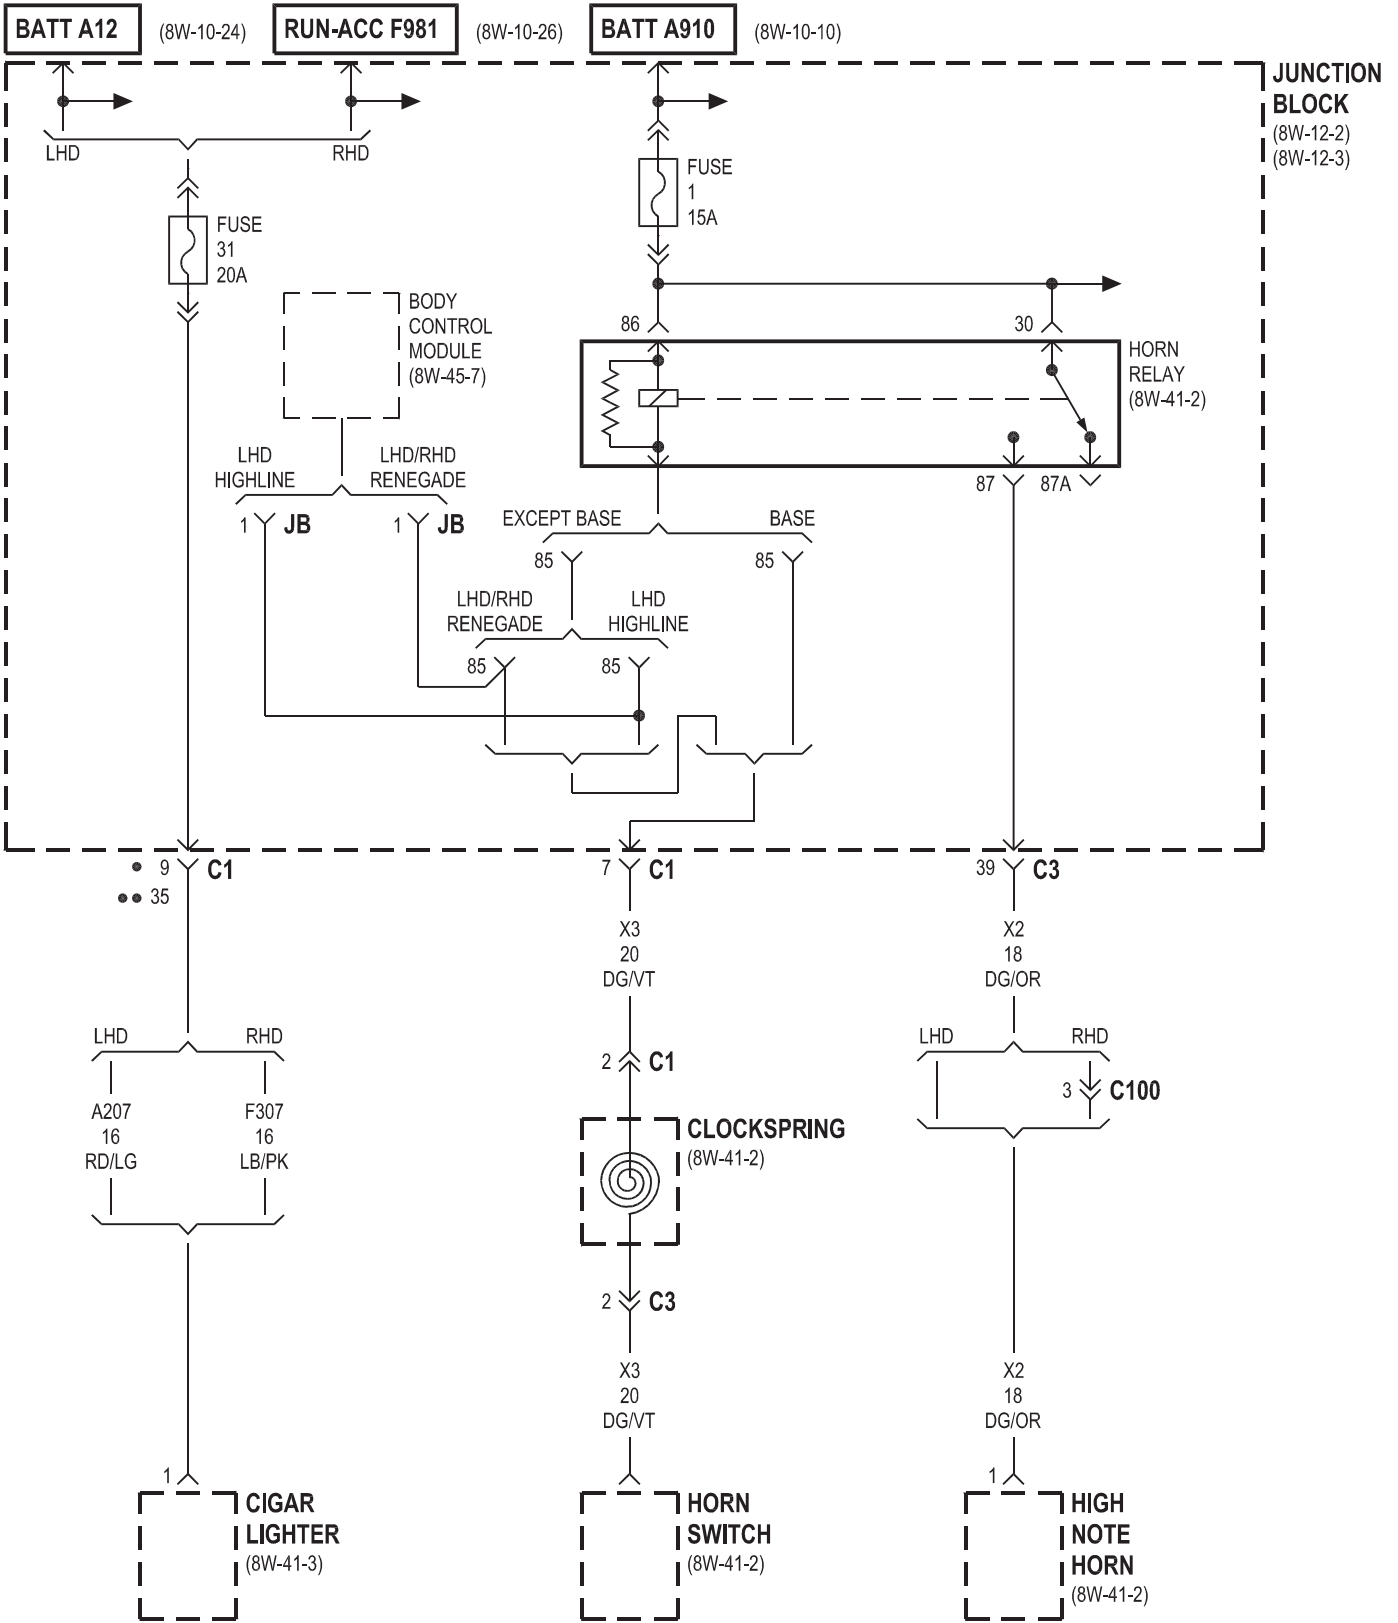 BATT A12 (8W-10-24) RUN-ACC F981 (8W-10-26) BATT A910 (8W-10-10)
JUNCTION
BLOCK
(8W-12-2)
(8W-12-3)
LHD RHD
FUSE
1
15A
FUSE
31
20A
BODY
CONTROL
MODULE
(8W-45-7)
86 30
HORN
RELAY
(8W-41-2)
LHD
HIGHLINE
LHD/RHD
RENEGADE
87 87A
1 JB 1 JB
EXCEPT BASE BASE
85 85
LHD/RHD
RENEGADE
LHD
HIGHLINE
85 85
• 9 C1
•• 35
7 C1
39 C3
X3
20
DG/VT
X2
18
DG/OR
LHD RHD
LHD RHD
2 C1
3 C100
A207
16
RD/LG
F307
16
LB/PK
CLOCKSPRING
(8W-41-2)
2 C3
X3
20
DG/VT
X2
18
DG/OR
1
1
CIGAR
LIGHTER
(8W-41-3)
HORN
SWITCH
(8W-41-2)
HIGH
NOTE
HORN
(8W-41-2)